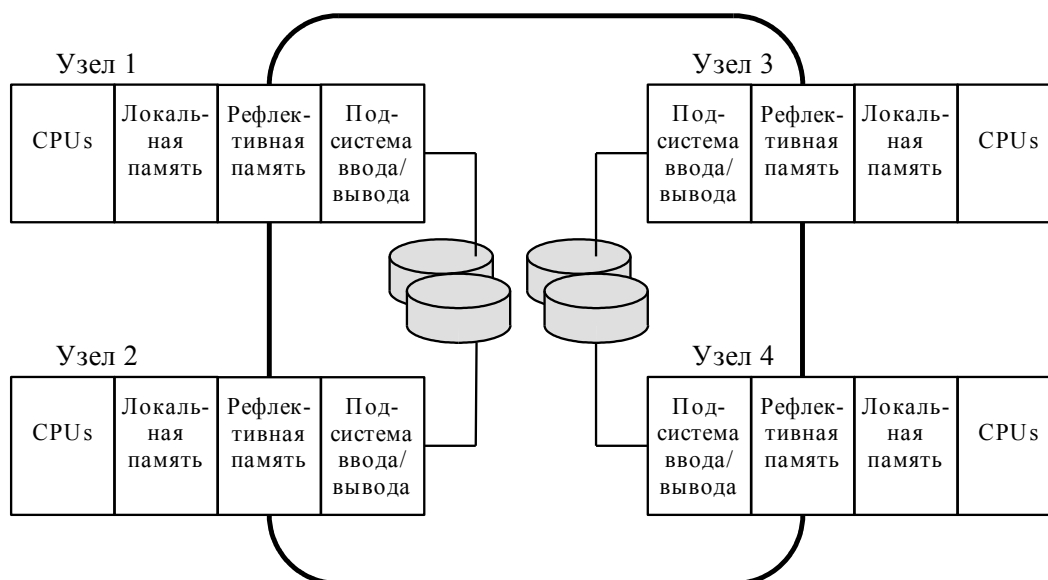 Узел 1
CPUs
Локаль-
ная
память
Рефлек-
тивная
память
Под-
система
ввода/
вывода
Узел 3
Под-
система
ввода/
вывода
Рефлек-
тивная
память
Локаль-
ная
память
CPUs
Узел 2
CPUs
Локаль-
ная
память
Рефлек-
тивная
память
Под-
система
ввода/
вывода
Узел 4
Под-
система
ввода/
вывода
Рефлек-
тивная
память
Локаль-
ная
память
CPUs